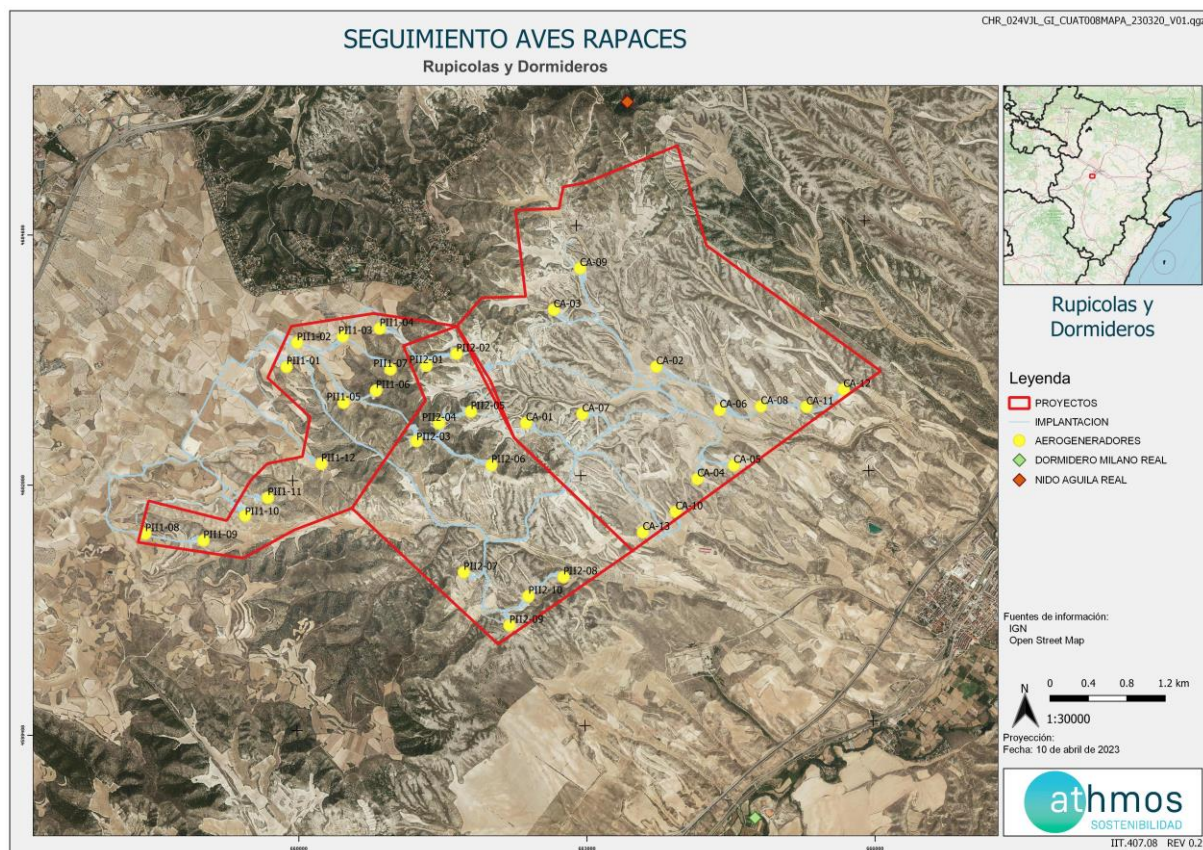 CHR_024VJL_GI_CUAT008MAPA_230320_V01.qgz
SEGUIMIENTO AVES RAPACES
Rupicolas y Dormideros
CA-09
CA-03
PII1-04
PII1-03
PII1-02
PII2-02
PII1-01
PII1-07
PII2-01
CA-02
PII1-06
CA-12
PII1-05
PII2-05
CA-06
CA-08
CA-11
PII2-04
CA-01
CA-07
PII2-03
PII1-12
PII2-06
CA-05
CA-04
PII1-11
PII1-10
CA-10
PII1-08
PII1-09
CA-13
PII2-07
PII2-08
PII2-10
PII2-09
660000
663000
666000
Rupicolas y
Dormideros
Leyenda
PROYECTOS
IMPLANTACION
AEROGENERADORES
DORMIDERO MILANO REAL
NIDO AGUILA REAL
Fuentes de información:
IGN
Open Street Map
0 0.4 0.8 1.2 km
N
1:30000
Proyección:
Fecha: 10 de abril de 2023
athmos
SOSTENIBILIDAD
IIT.407.08 REV 0.2